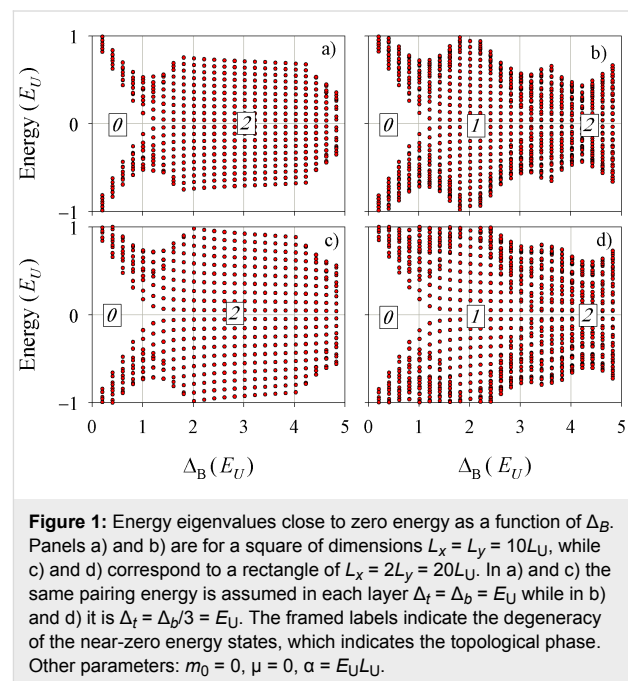 1
a)
b)
Energy (E_U)
0
0
2
0
1
2
−1
1
c)
d)
Energy (E_U)
0
0
2
0
1
2
−1
0 1 2 3 4 5 0 1 2 3 4 5
Δ_B (E_U) Δ_B (E_U)
Figure 1: Energy eigenvalues close to zero energy as a function of Δ_B.
Panels a) and b) are for a square of dimensions L_x = L_y = 10L_U, while
c) and d) correspond to a rectangle of L_x = 2L_y = 20L_U. In a) and c) the
same pairing energy is assumed in each layer Δ_t = Δ_b = E_U while in b)
and d) it is Δ_t = Δ_b/3 = E_U. The framed labels indicate the degeneracy
of the near-zero energy states, which indicates the topological phase.
Other parameters: m_0 = 0, μ = 0, α = E_UL_U.